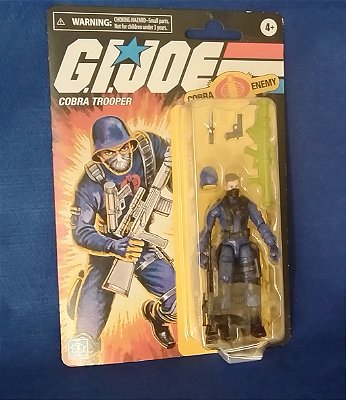 WARNING: CHOKING HAZARD-Small parts.
Not for children under 3 years.
4+
G.I.JOE
COBRA TROOPER
COBRA ENEMY